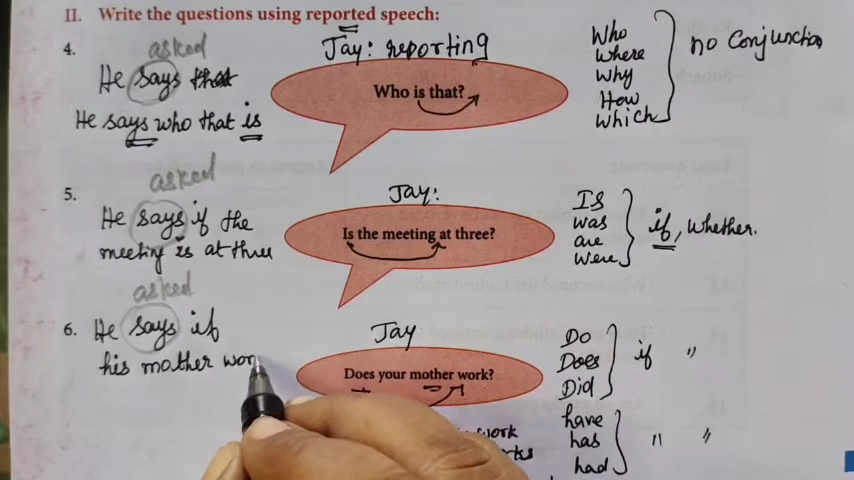 II. Write the questions using reported speech:
4.
asked
He says that
He says who that is
Jay: reporting
Who is that?
Who
where
why
How
which
no conjunction
5.
asked
He says if the
meeting is at three
Jay:
Is the meeting at three?
IS
was
are
were
if, whether.
6.
asked
He says if
his mother wor
Jay
Does your mother work?
Do
Does
Did
if "
work
have
has
had
" "